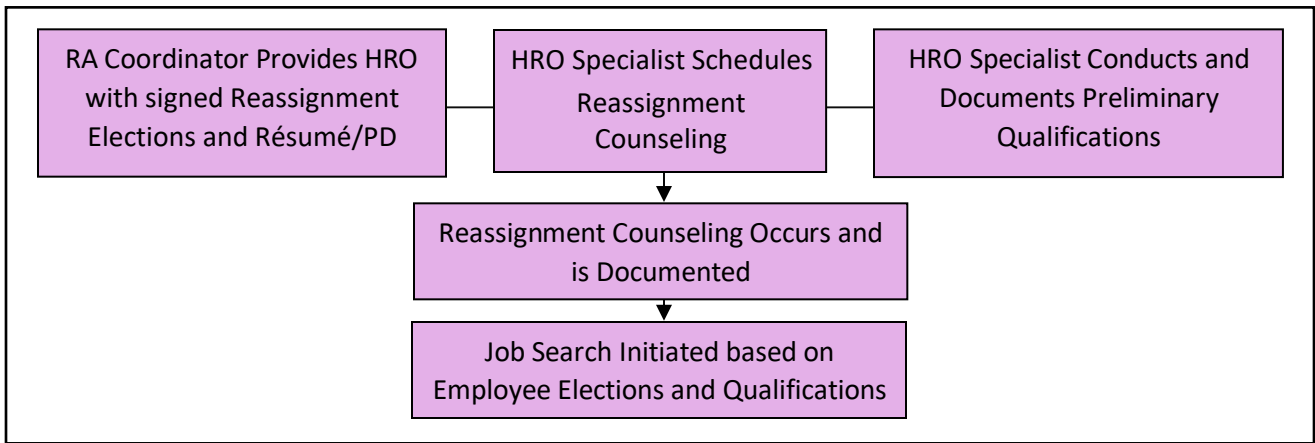 RA Coordinator Provides HRO
with signed Reassignment
Elections and Résumé/PD
HRO Specialist Schedules
Reassignment
Counseling
HRO Specialist Conducts and
Documents Preliminary
Qualifications
Reassignment Counseling Occurs and
is Documented
Job Search Initiated based on
Employee Elections and Qualifications